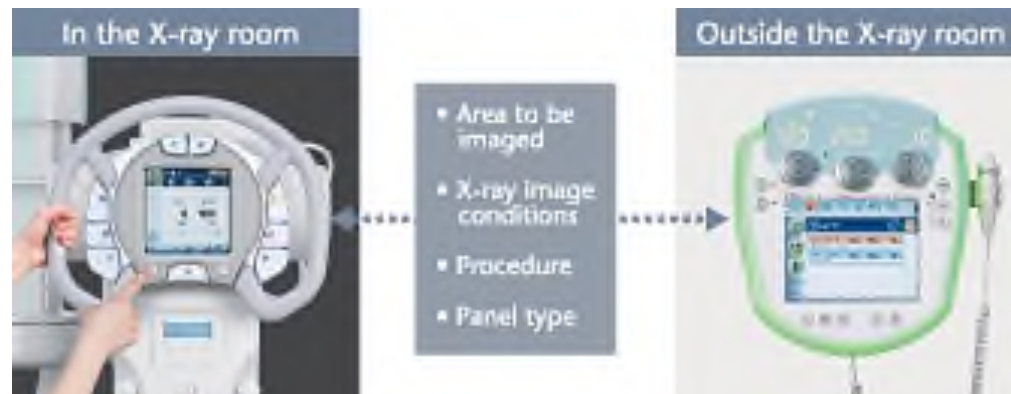 In the X-ray room
Outside the X-ray room
• Area to be
imaged
• X-ray image
conditions
• Procedure
• Panel type